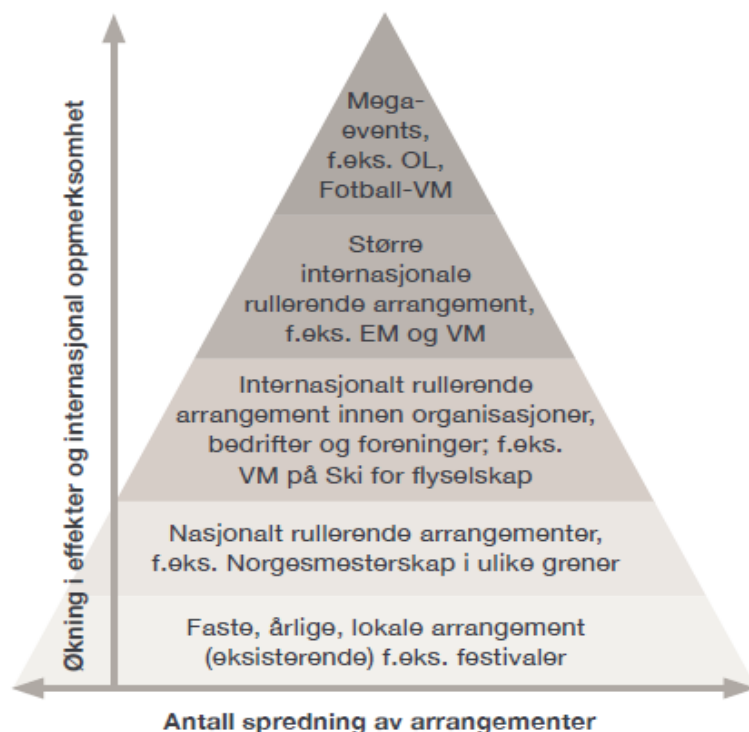 Mega-
events,
f.eks. OL,
Fotball-VM
Større
internasjonale
rullerende arrangement,
f.eks. EM og VM
Internasjonalt rullerende
arrangement innen organisasjoner,
bedrifter og foreninger; f.eks.
VM på Ski for flyselskap
Nasjonalt rullerende arrangementer,
f.eks. Norgesmesterskap i ulike grener
Faste, årlige, lokale arrangement
(eksisterende) f.eks. festivaler
Økning i effekter og internasjonal oppmerksomhet
Antall spredning av arrangementer